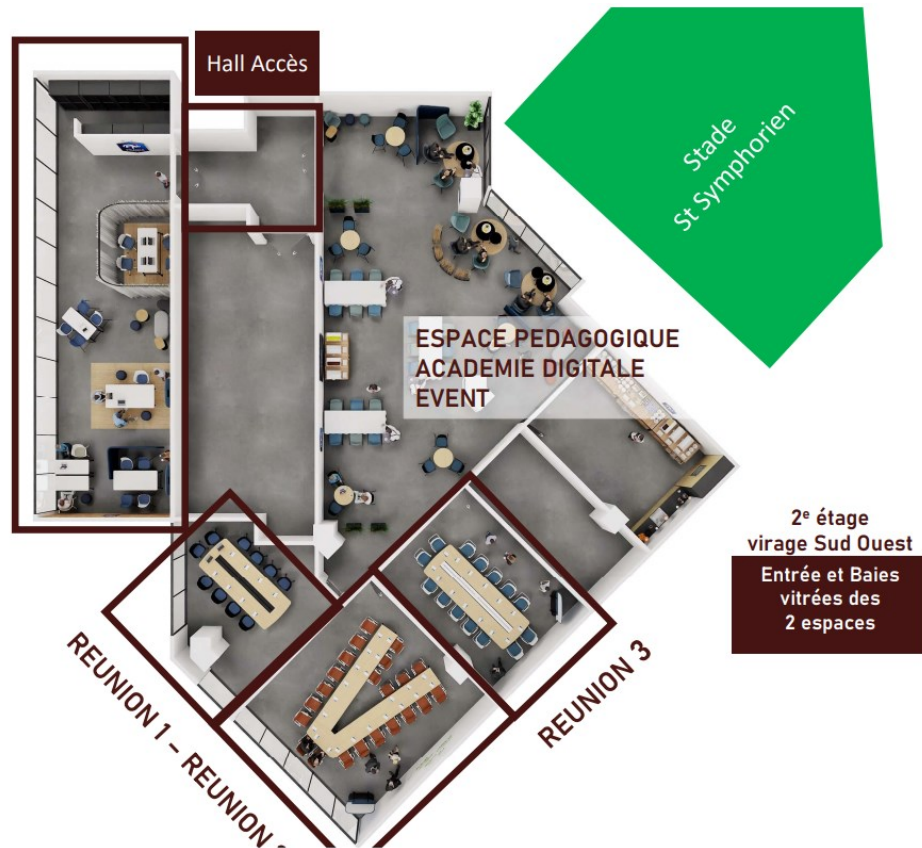 Hall Accès
Stade
St Symphorien
ESPACE PEDAGOGIQUE
ACADEMIE DIGITALE
EVENT
2e étage
virage Sud Ouest
Entrée et Baies
vitrées des
2 espaces
REUNION 1 – REUNION
REUNION 3